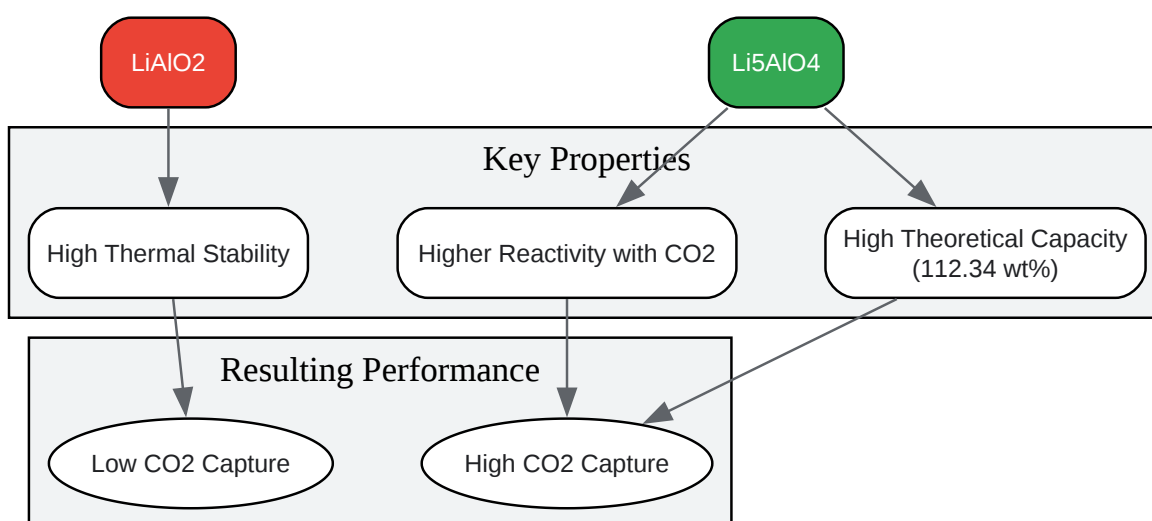 LiAlO2
Li5AlO4
Key Properties
High Thermal Stability
Higher Reactivity with CO2
High Theoretical Capacity
(112.34 wt%)
Resulting Performance
Low CO2 Capture
High CO2 Capture